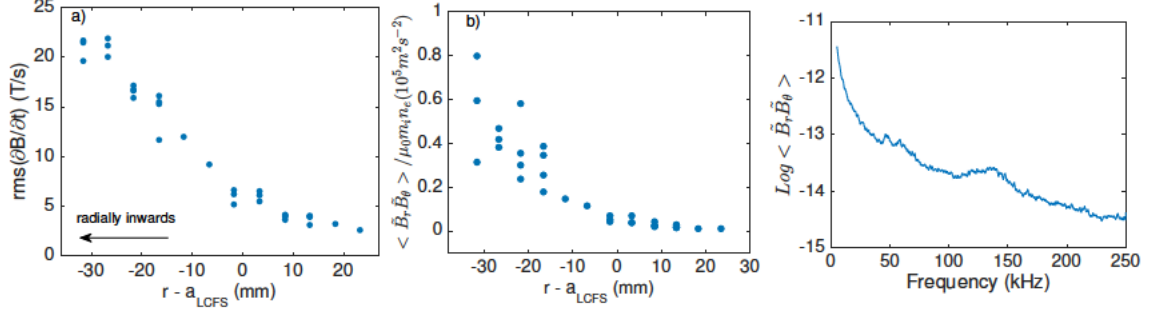 a)
rms(∂B/∂t) (T/s)
25
20
15
10
5
0
radially inwards
-30 -20 -10 0 10 20
r - a_LCFS (mm)
b)
< B̃_r B̃_θ > /μ_0 m_i n_e (10^5 m^2 s^-2)
1
0.8
0.6
0.4
0.2
0
-30 -20 -10 0 10 20 30
r - a_LCFS (mm)
Log < B̃_r B̃_θ >
-11
-12
-13
-14
-15
0 50 100 150 200 250
Frequency (kHz)